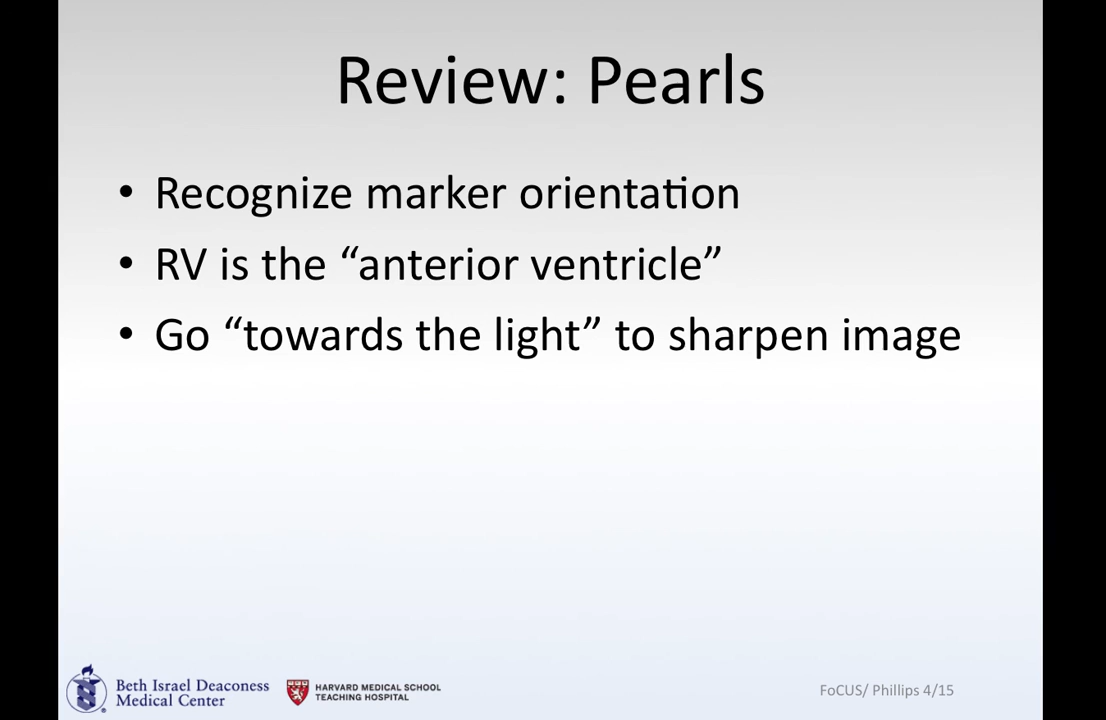 Review: Pearls
• Recognize marker orientation
• RV is the “anterior ventricle”
• Go “towards the light” to sharpen image
Beth Israel Deaconess
Medical Center
HARVARD MEDICAL SCHOOL
TEACHING HOSPITAL
FoCUS/ Phillips 4/15